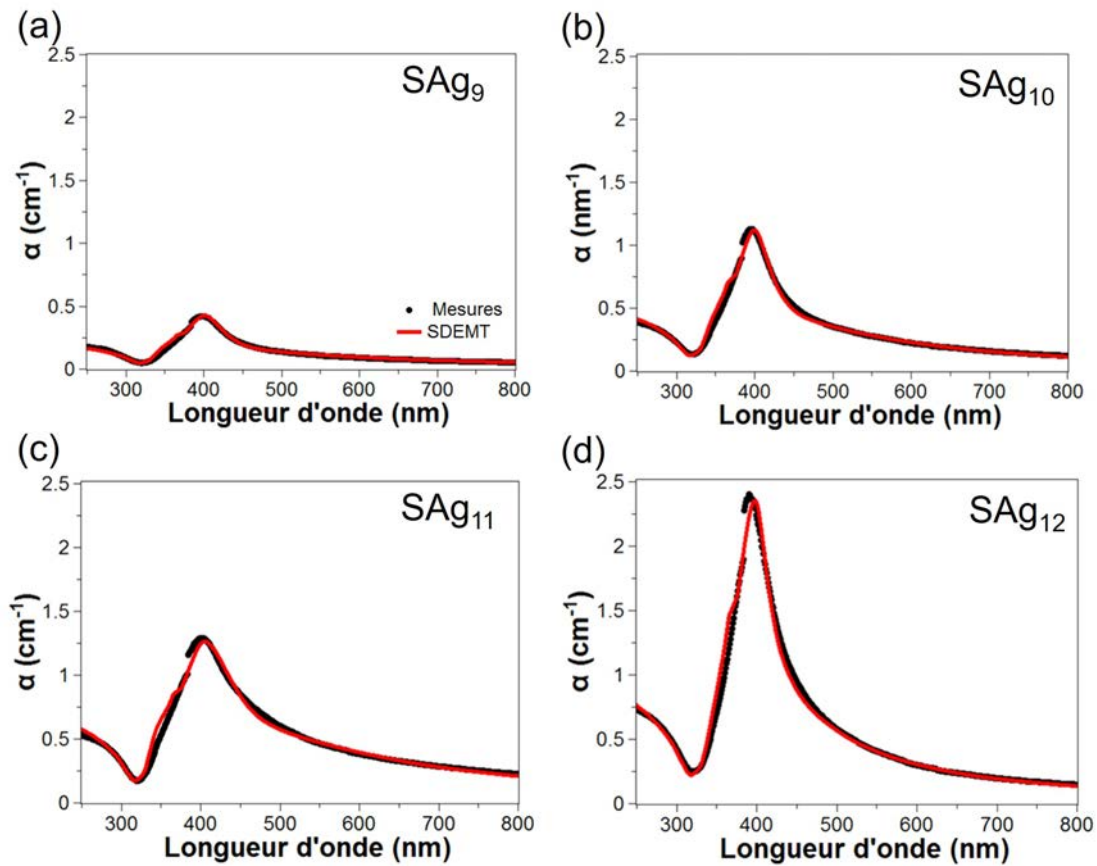 (a)
2.5
2
1.5
1
0.5
0
α (cm⁻¹)
SAg₉
Mesures
SDEMT
300 400 500 600 700 800
Longueur d'onde (nm)
(b)
2.5
2
1.5
1
0.5
0
α (nm⁻¹)
SAg₁₀
300 400 500 600 700 800
Longueur d'onde (nm)
(c)
2.5
2
1.5
1
0.5
0
α (cm⁻¹)
SAg₁₁
300 400 500 600 700 800
Longueur d'onde (nm)
(d)
2.5
2
1.5
1
0.5
0
α (cm⁻¹)
SAg₁₂
300 400 500 600 700 800
Longueur d'onde (nm)